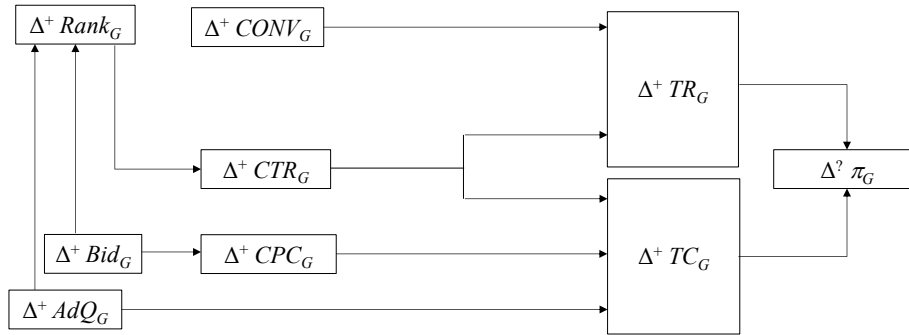 Δ⁺ Rank_G
Δ⁺ CONV_G
Δ⁺ TR_G
Δ⁺ CTR_G
Δ? π_G
Δ⁺ Bid_G
Δ⁺ CPC_G
Δ⁺ TC_G
Δ⁺ AdQ_G